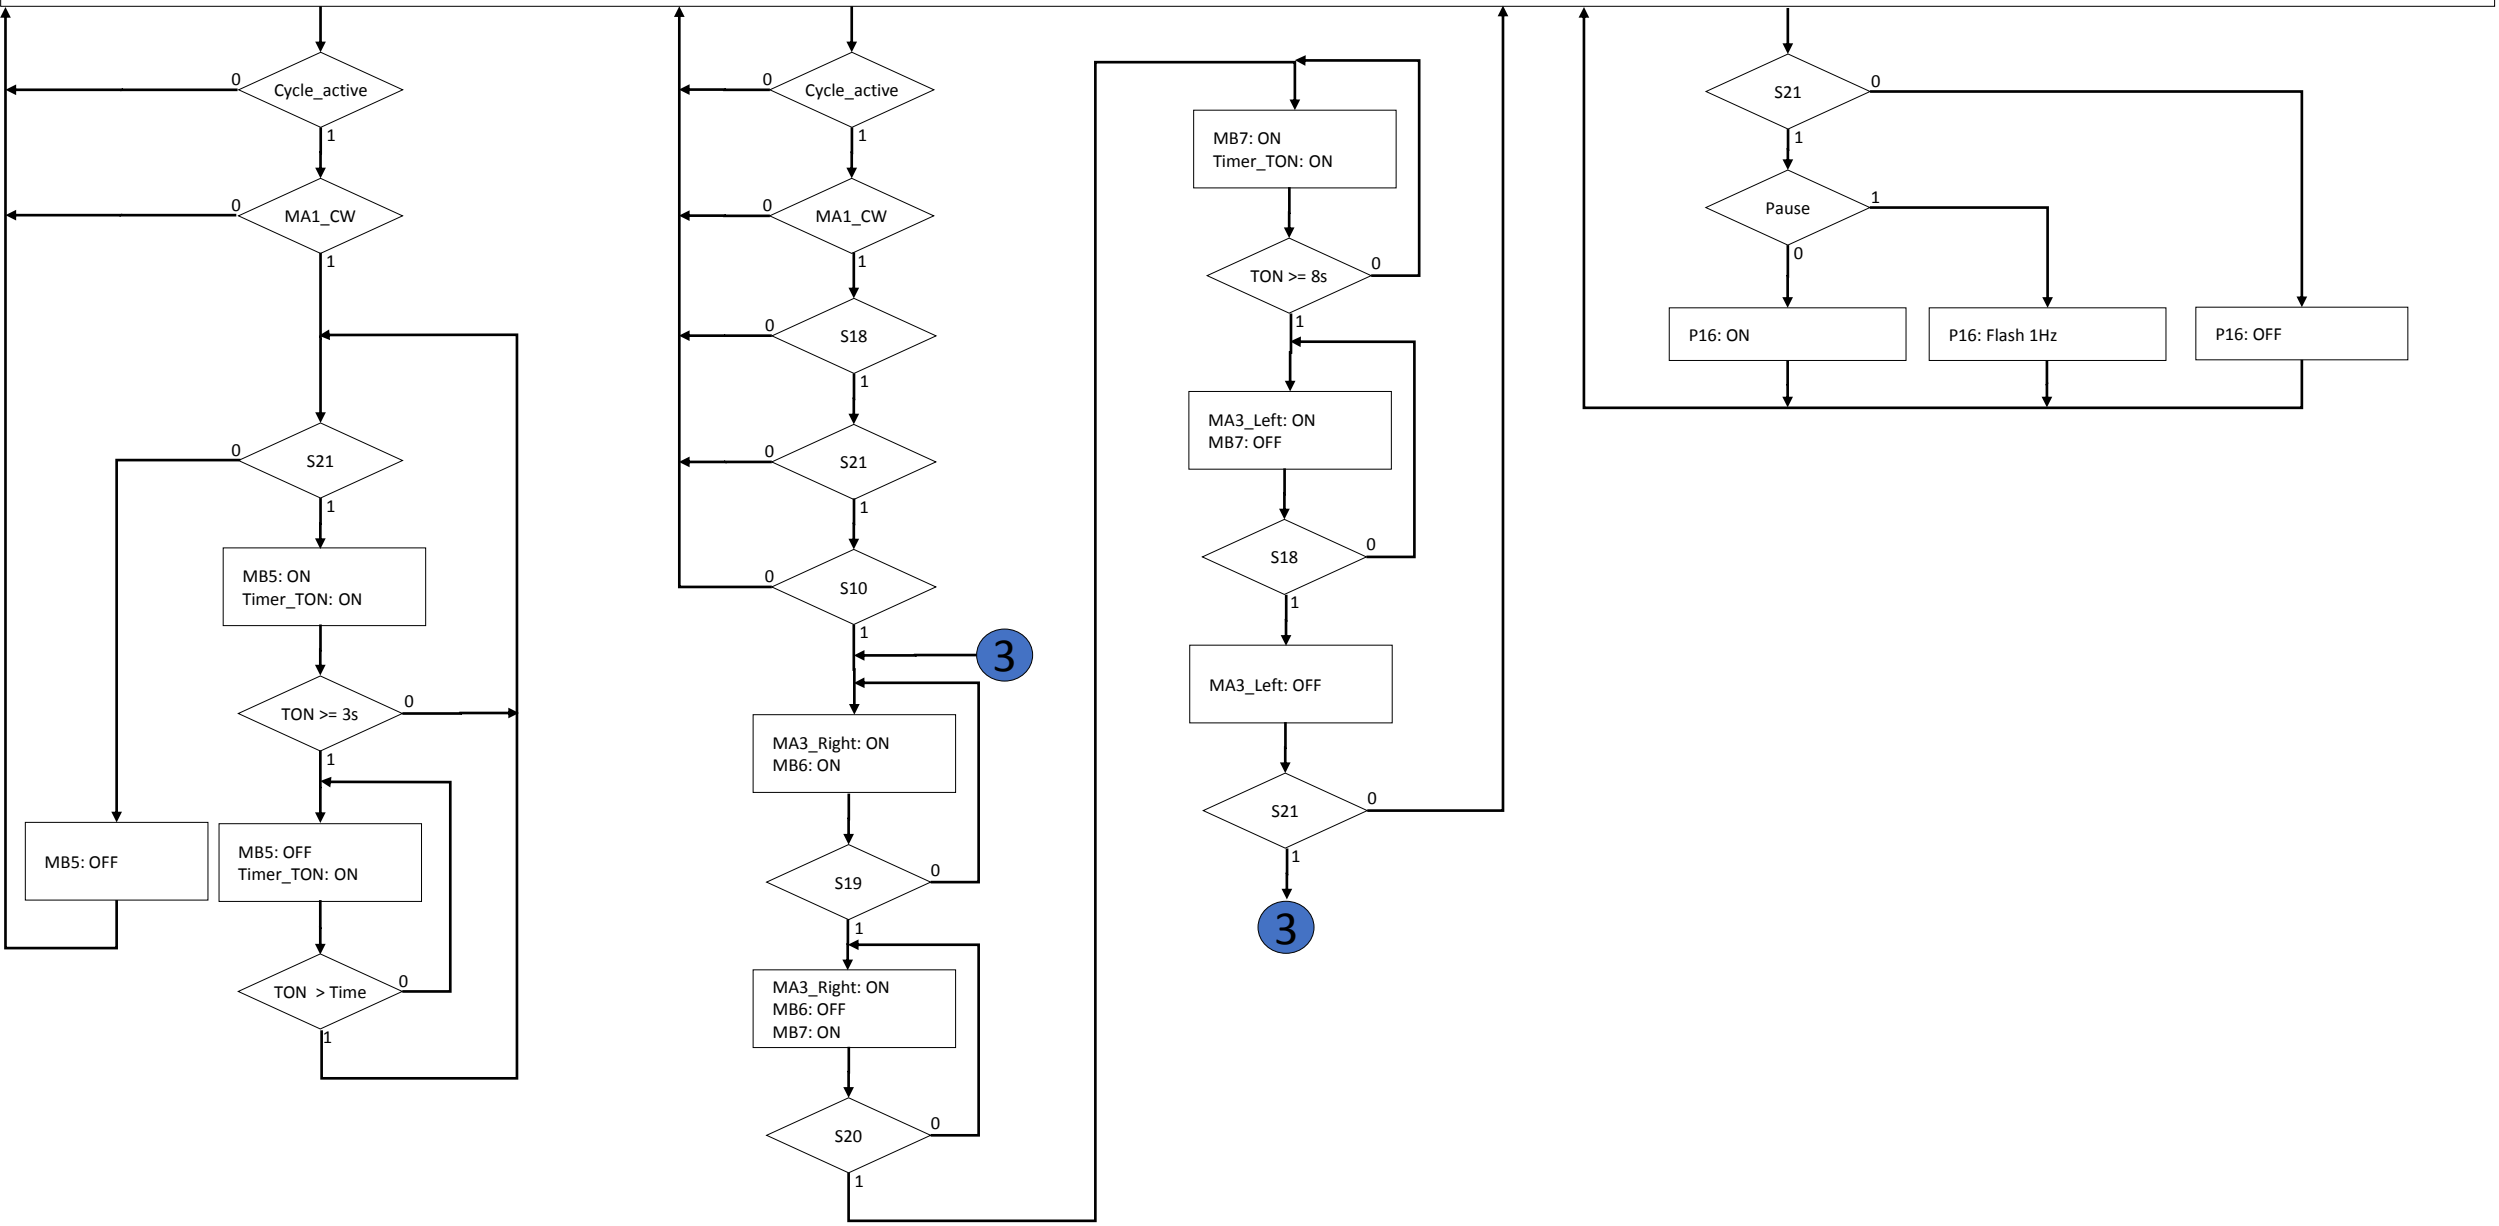 Cycle_active
0
1
MA1_CW
0
1
S21
0
1
MB5: ON
Timer_TON: ON
TON >= 3s
0
1
MB5: OFF
MB5: OFF
Timer_TON: ON
TON > Time
0
1
Cycle_active
0
1
MA1_CW
0
1
S18
0
1
S21
0
1
S10
0
1
3
MA3_Right: ON
MB6: ON
S19
0
1
MA3_Right: ON
MB6: OFF
MB7: ON
S20
0
1
MB7: ON
Timer_TON: ON
TON >= 8s
0
1
MA3_Left: ON
MB7: OFF
S18
0
1
MA3_Left: OFF
S21
0
1
3
S21
0
1
Pause
1
0
P16: ON
P16: Flash 1Hz
P16: OFF